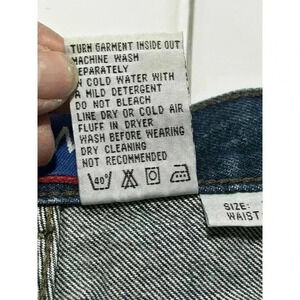 TURN GARMENT INSIDE OUT
MACHINE WASH
SEPARATELY
IN COLD WATER WITH
A MILD DETERGENT
DO NOT BLEACH
LINE DRY OR COLD AIR
FLUFF IN DRYER
WASH BEFORE WEARING
DRY CLEANING
NOT RECOMMENDED
40°
SIZE:
WAIST